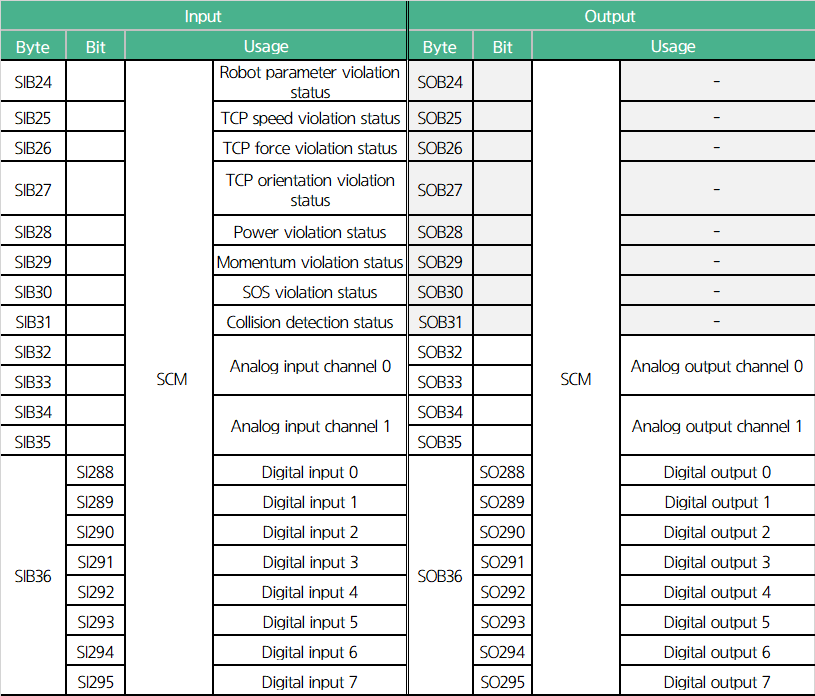 Input Output
Byte Bit Usage Byte Bit Usage
SIB24 Robot parameter violation status SOB24 -
SIB25 TCP speed violation status SOB25 -
SIB26 TCP force violation status SOB26 -
SIB27 TCP orientation violation status SOB27 -
SIB28 Power violation status SOB28 -
SIB29 Momentum violation status SOB29 -
SIB30 SOS violation status SOB30 -
SIB31 Collision detection status SOB31 -
SIB32 SOB32
Analog input channel 0 Analog output channel 0
SIB33 SCM SOB33 SCM
SIB34 SOB34
Analog input channel 1 Analog output channel 1
SIB35 SOB35
SI288 Digital input 0 SO288 Digital output 0
SI289 Digital input 1 SO289 Digital output 1
SI290 Digital input 2 SO290 Digital output 2
SIB36 SI291 Digital input 3 SOB36 SO291 Digital output 3
SI292 Digital input 4 SO292 Digital output 4
SI293 Digital input 5 SO293 Digital output 5
SI294 Digital input 6 SO294 Digital output 6
SI295 Digital input 7 SO295 Digital output 7